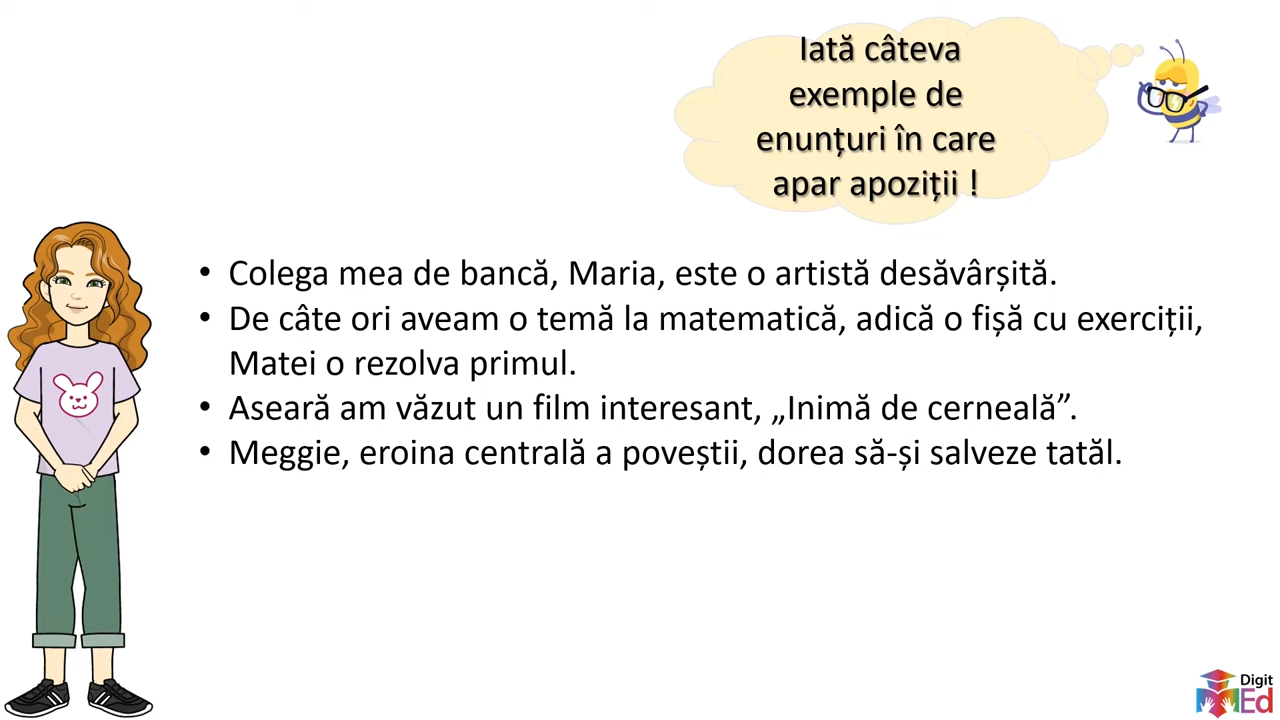 Iată câteva
exemple de
enunțuri în care
apar apoziții !
• Colega mea de bancă, Maria, este o artistă desăvârșită.
• De câte ori aveam o temă la matematică, adică o fișă cu exerciții,
Matei o rezolva primul.
• Aseară am văzut un film interesant, „Inimă de cerneală”.
• Meggie, eroina centrală a poveștii, dorea să-și salveze tatăl.
Digit
Ed